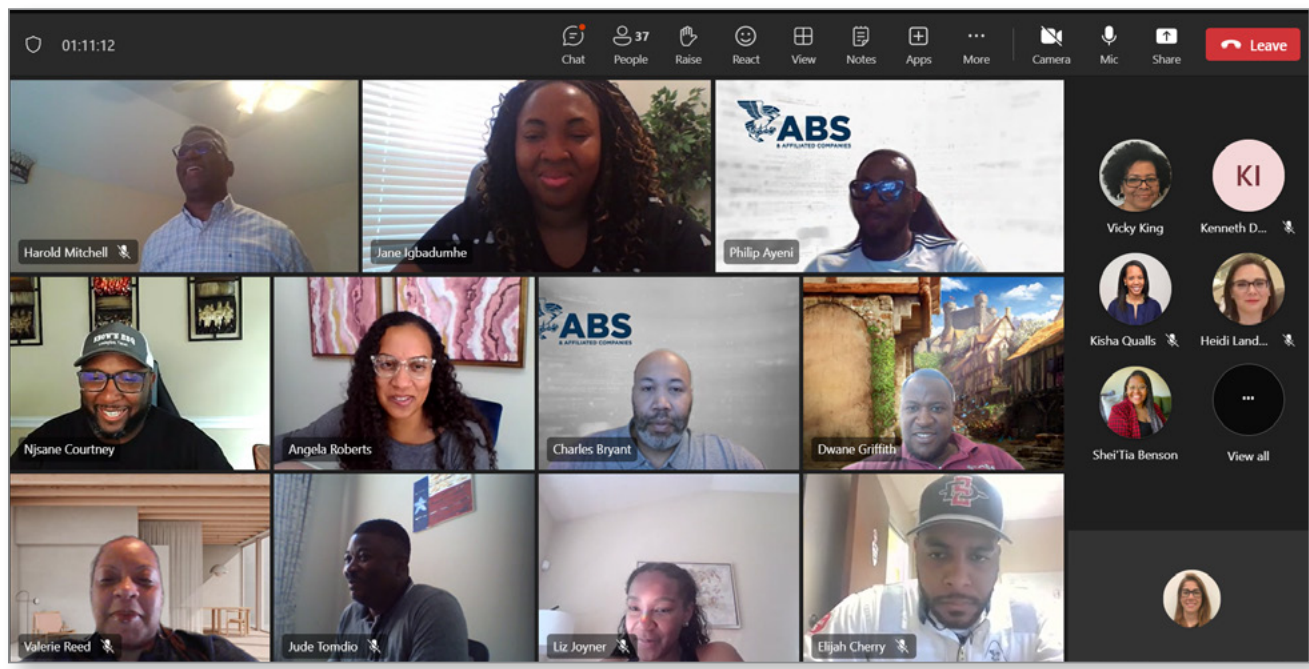 01:11:12
Chat
37
People
Raise
React
View
Notes
Apps
More
Camera
Mic
Share
Leave
Harold Mitchell
Jane Igbadumhe
ABS
& AFFILIATED COMPANIES
Philip Ayeni
Vicky King
KI
Kenneth D...
Kisha Qualls
Heidi Land...
Shei'Tia Benson
View all
SNOW'S BBQ
Njsane Courtney
Angela Roberts
ABS
& AFFILIATED COMPANIES
Charles Bryant
Dwane Griffith
Valerie Reed
Jude Tomdio
Liz Joyner
Elijah Cherry